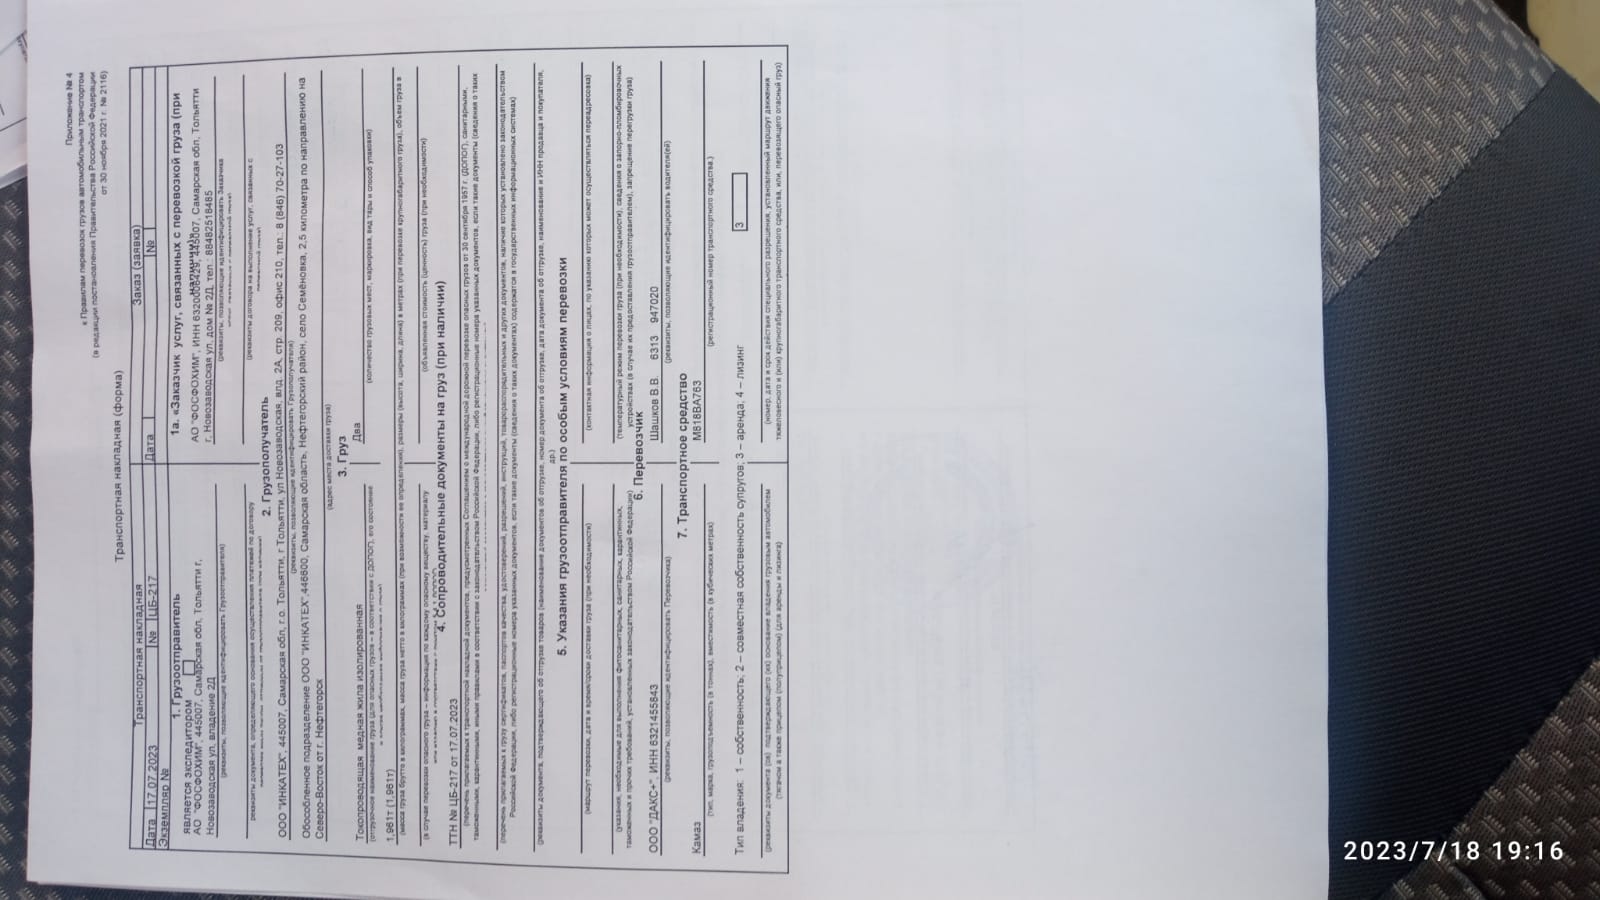 Приложение № 4
к Правилам перевозок грузов автомобильным транспортом
(в редакции постановления Правительства Российской Федерации
от 30 ноября 2021 г. № 2116)
Транспортная накладная (форма)
Транспортная накладная Заказ (заявка)
Дата 17.07.2023 № ЦБ-217 Дата №
Экземпляр №
1. Грузоотправитель 1а. «Заказчик услуг, связанных с перевозкой груза (при
является экспедитором
АО "ФОСФОХИМ", 445007, Самарская обл, Тольятти г,
Новозаводская ул, владение 2Д
АО "ФОСФОХИМ", ИНН 6320006429, 445007, Самарская обл, Тольятти
г, Новозаводская ул, дом № 2Д, тел.: 88482518485
(реквизиты, позволяющие идентифицировать Грузоотправителя) (реквизиты, позволяющие идентифицировать Заказчика
реквизиты документа, определяющего основания осуществления платежей по договору (реквизиты договора на выполнение услуг, связанных с
2. Грузополучатель
ООО "ИНКАТЕХ", 445007, Самарская обл, г.о. Тольятти, г Тольятти, ул Новозаводская, влд. 2А, стр. 209, офис 210, тел.: 8 (846) 70-27-103
(реквизиты, позволяющие идентифицировать Грузополучателя)
Обособленное подразделение ООО "ИНКАТЕХ",446600, Самарская область, Нефтегорский район, село Семёновка, 2,5 километра по направлению на
Северо-Восток от г. Нефтегорск
(адрес места доставки груза)
3. Груз
Токопроводящая медная жила изолированная Два
(отгрузочное наименование груза (для опасных грузов – в соответствии с ДОПОГ), его состояние (количество грузовых мест, маркировка, вид тары и способ упаковки)
1,961т (1,961т)
(масса груза брутто в килограммах, масса груза нетто в килограммах (при возможности ее определения), размеры (высота, ширина, длина) в метрах (при перевозке крупногабаритного груза), объем груза в
(в случае перевозки опасного груза – информация по каждому опасному веществу, материалу (объявленная стоимость (ценность) груза (при необходимости)
4. Сопроводительные документы на груз (при наличии)
ТТН № ЦБ-217 от 17.07.2023
(перечень прилагаемых к транспортной накладной документов, предусмотренных Соглашением о международной дорожной перевозке опасных грузов от 30 сентября 1957 г. (ДОПОГ), санитарными,
таможенными, карантинными, иными правилами в соответствии с законодательством Российской Федерации, либо регистрационные номера указанных документов, если такие документы (сведения о таких
(перечень прилагаемых к грузу сертификатов, паспортов качества, удостоверений, разрешений, инструкций, товарораспорядительных и других документов, наличие которых установлено законодательством
Российской Федерации, либо регистрационные номера указанных документов, если такие документы (сведения о таких документах) содержатся в государственных информационных системах)
(реквизиты документа, подтверждающего об отгрузке товаров (наименование документов об отгрузке, номер документа об отгрузке, дата документа об отгрузке, наименование и ИНН продавца и покупателя,
др.)
5. Указания грузоотправителя по особым условиям перевозки
(маршрут перевозки, дата и время/сроки доставки груза (при необходимости) (контактная информация о лицах, по указанию которых может осуществляться переадресовка)
(указания, необходимые для выполнения фитосанитарных, санитарных, карантинных,
таможенных и прочих требований, установленных законодательством Российской Федерации)
(температурный режим перевозки груза (при необходимости), сведения о запорно-пломбировочных
устройствах (в случае их предоставления грузоотправителем), запрещение перегрузки груза)
6. Перевозчик
ООО "ДАКС+", ИНН 6321455643 Шашков В.В. 6313 947020
(реквизиты, позволяющие идентифицировать Перевозчика) (реквизиты, позволяющие идентифицировать водителя(ей)
7. Транспортное средство
Камаз М818ВА763
(тип, марка, грузоподъемность (в тоннах), вместимость (в кубических метрах) (регистрационный номер транспортного средства.)
Тип владения: 1 – собственность; 2 – совместная собственность супругов; 3 – аренда; 4 – лизинг 3
(реквизиты документа (ов) подтверждающего (их) основание владения грузовым автомобилем
(тягачом а также прицепом (полуприцепом) (для аренды и лизинга)
(номер, дата и срок действия специального разрешения, установленный маршрут движения
тяжеловесного и (или) крупногабаритного транспортного средства, или, перевозящего опасный груз)
2023/7/18 19:16